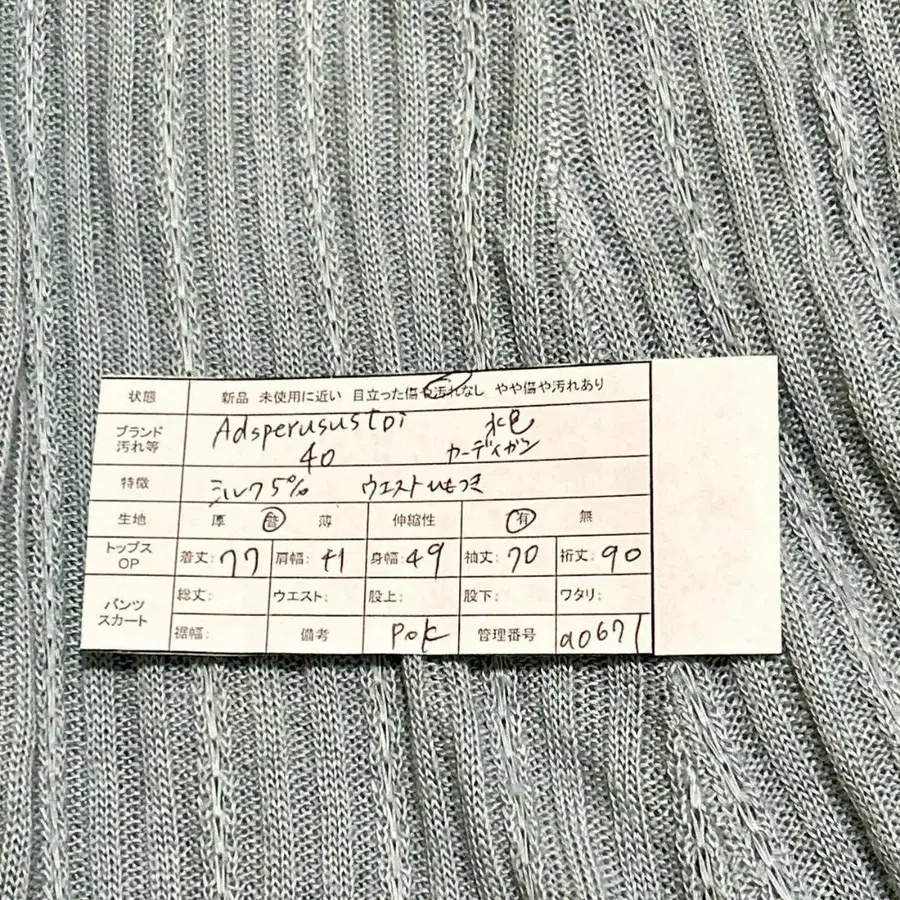 状態 新品 未使用に近い 目立った傷や汚れなし やや傷や汚れあり
ブランド Adsperusustoi 水色
汚れ等 40 カーディガン
特徴 シルク5% ウエストひもつき
生地 厚 普 薄 伸縮性 有 無
トップス OP 着丈:77 肩幅:41 身幅:49 袖丈:70 裄丈:90
パンツ スカート 総丈: ウエスト: 股上: 股下: ワタリ:
裾幅: 備考 Pok 管理番号 a0671